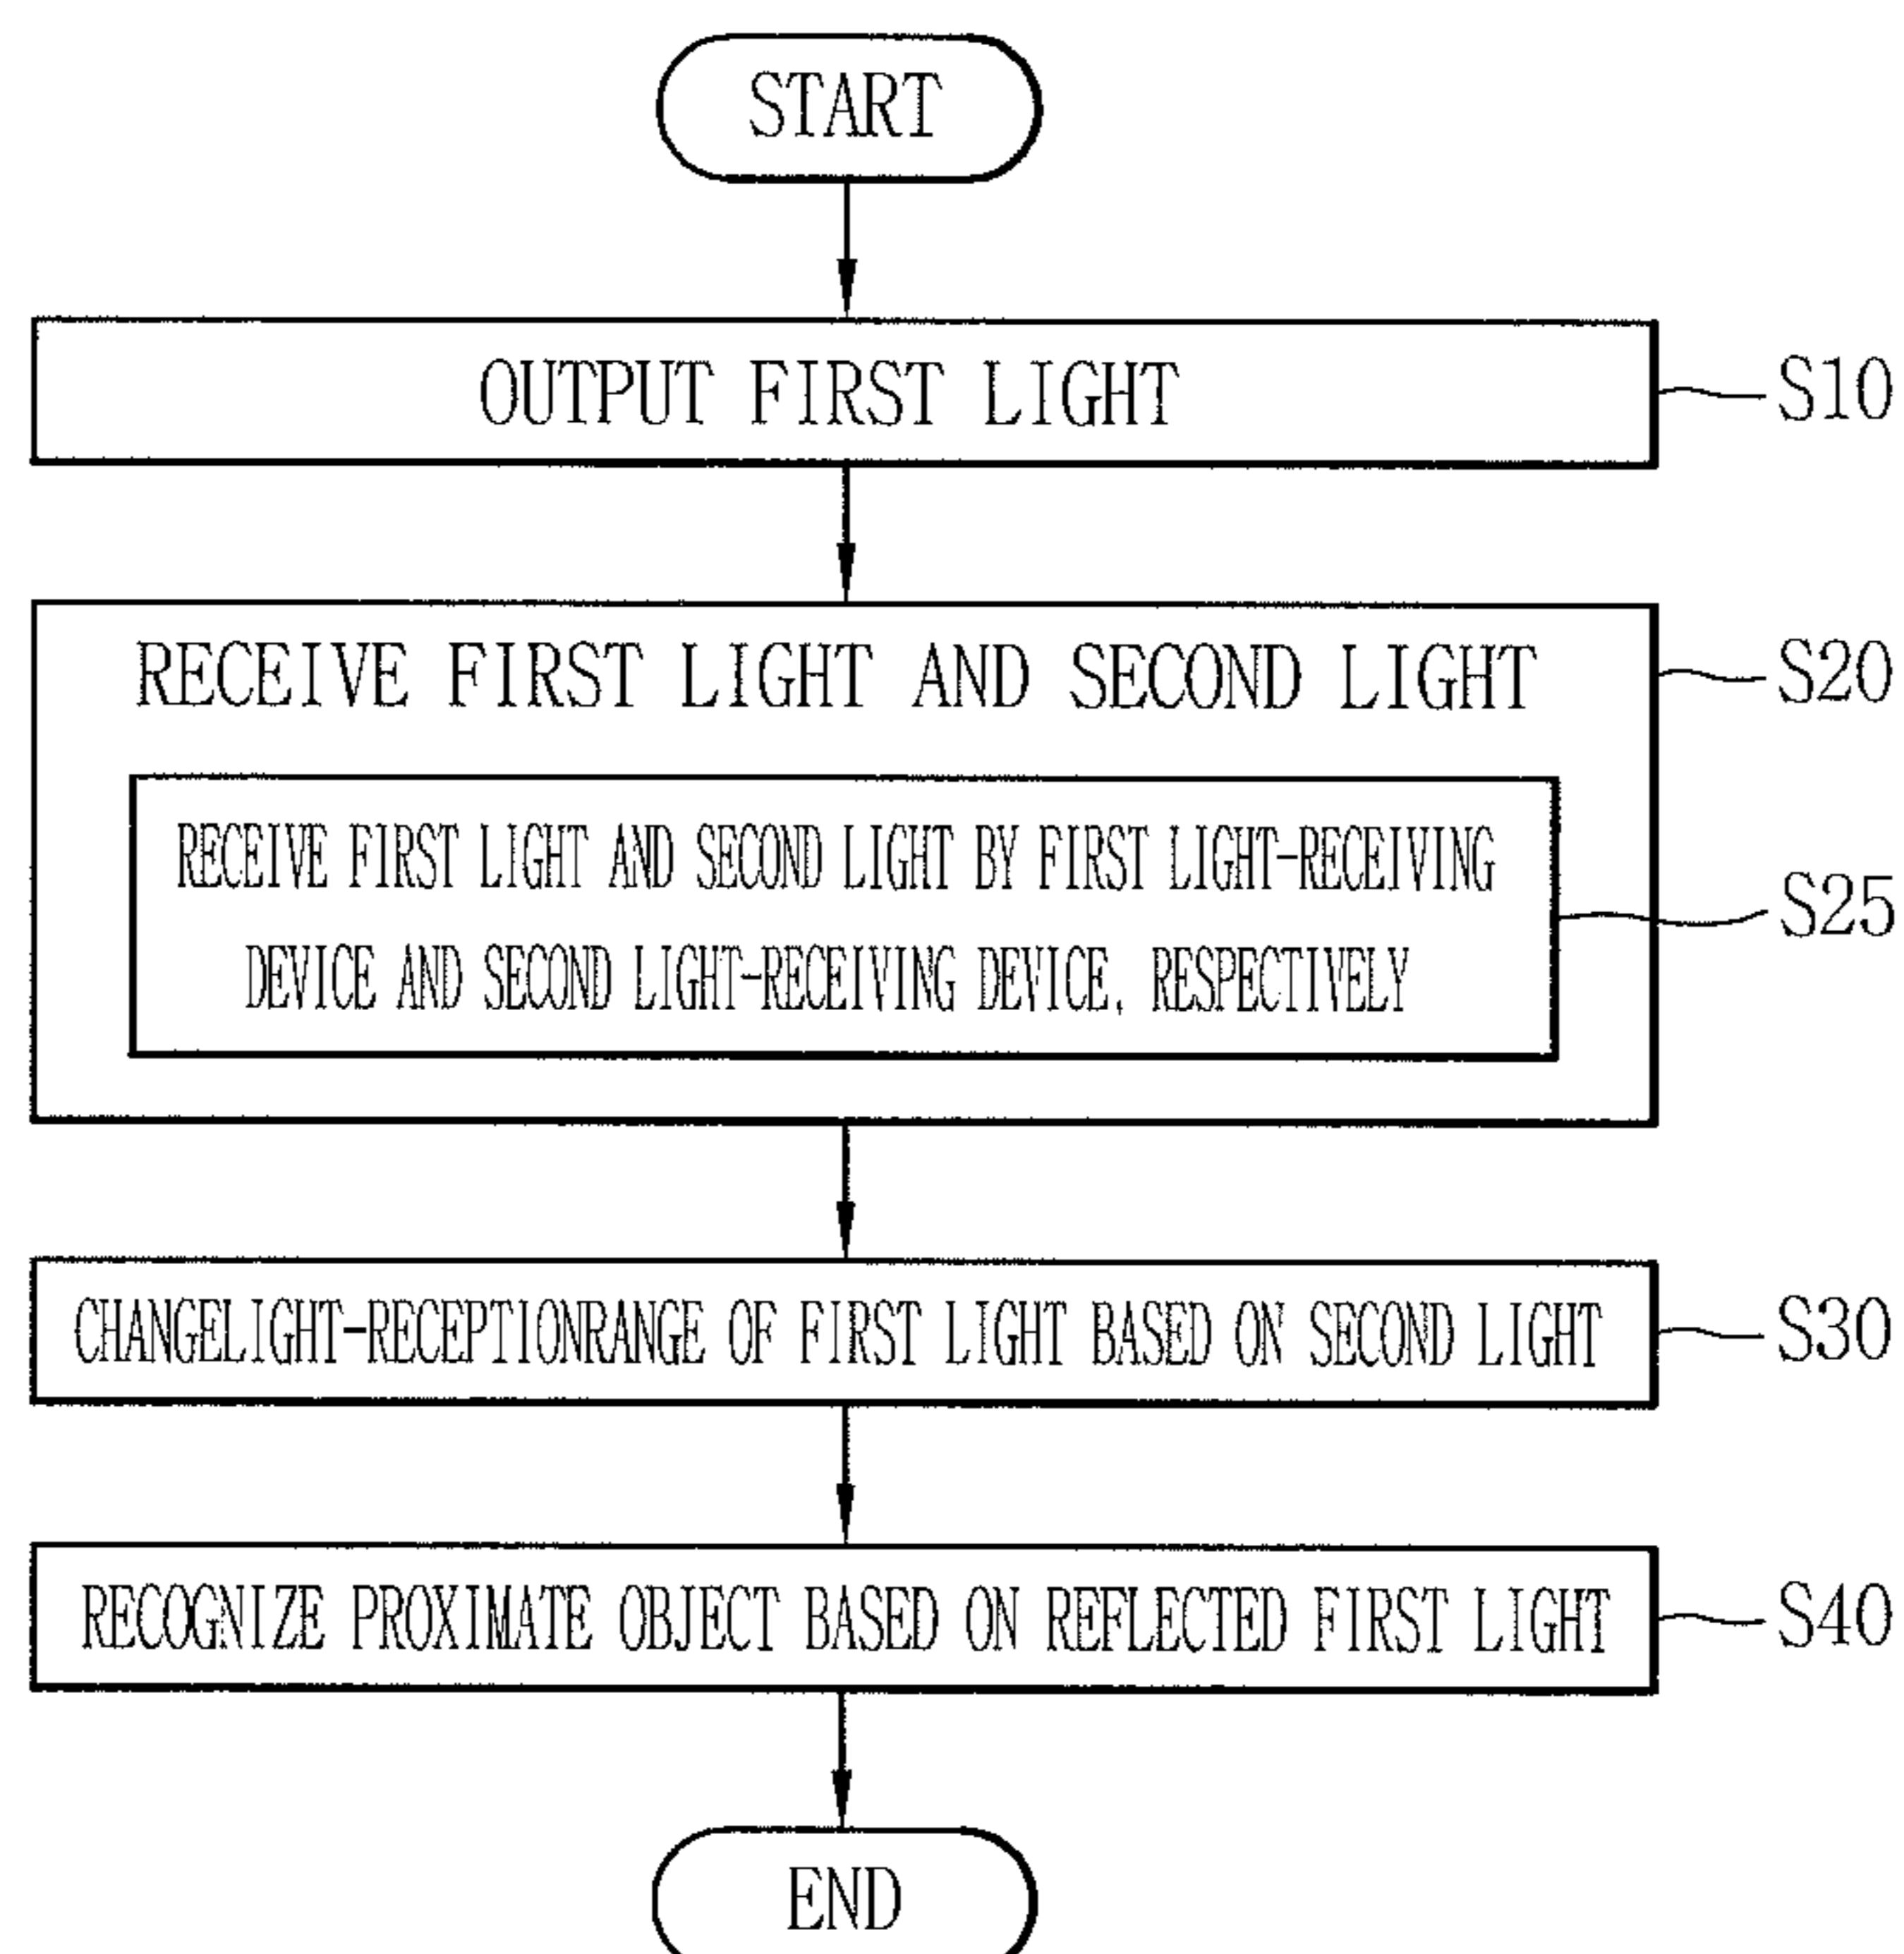 START
OUTPUT FIRST LIGHT
S10
RECEIVE FIRST LIGHT AND SECOND LIGHT
S20
RECEIVE FIRST LIGHT AND SECOND LIGHT BY FIRST LIGHT-RECEIVING
DEVICE AND SECOND LIGHT-RECEIVING DEVICE, RESPECTIVELY
S25
CHANGELIGHT-RECEPTIONRANGE OF FIRST LIGHT BASED ON SECOND LIGHT
S30
RECOGNIZE PROXIMATE OBJECT BASED ON REFLECTED FIRST LIGHT
S40
END